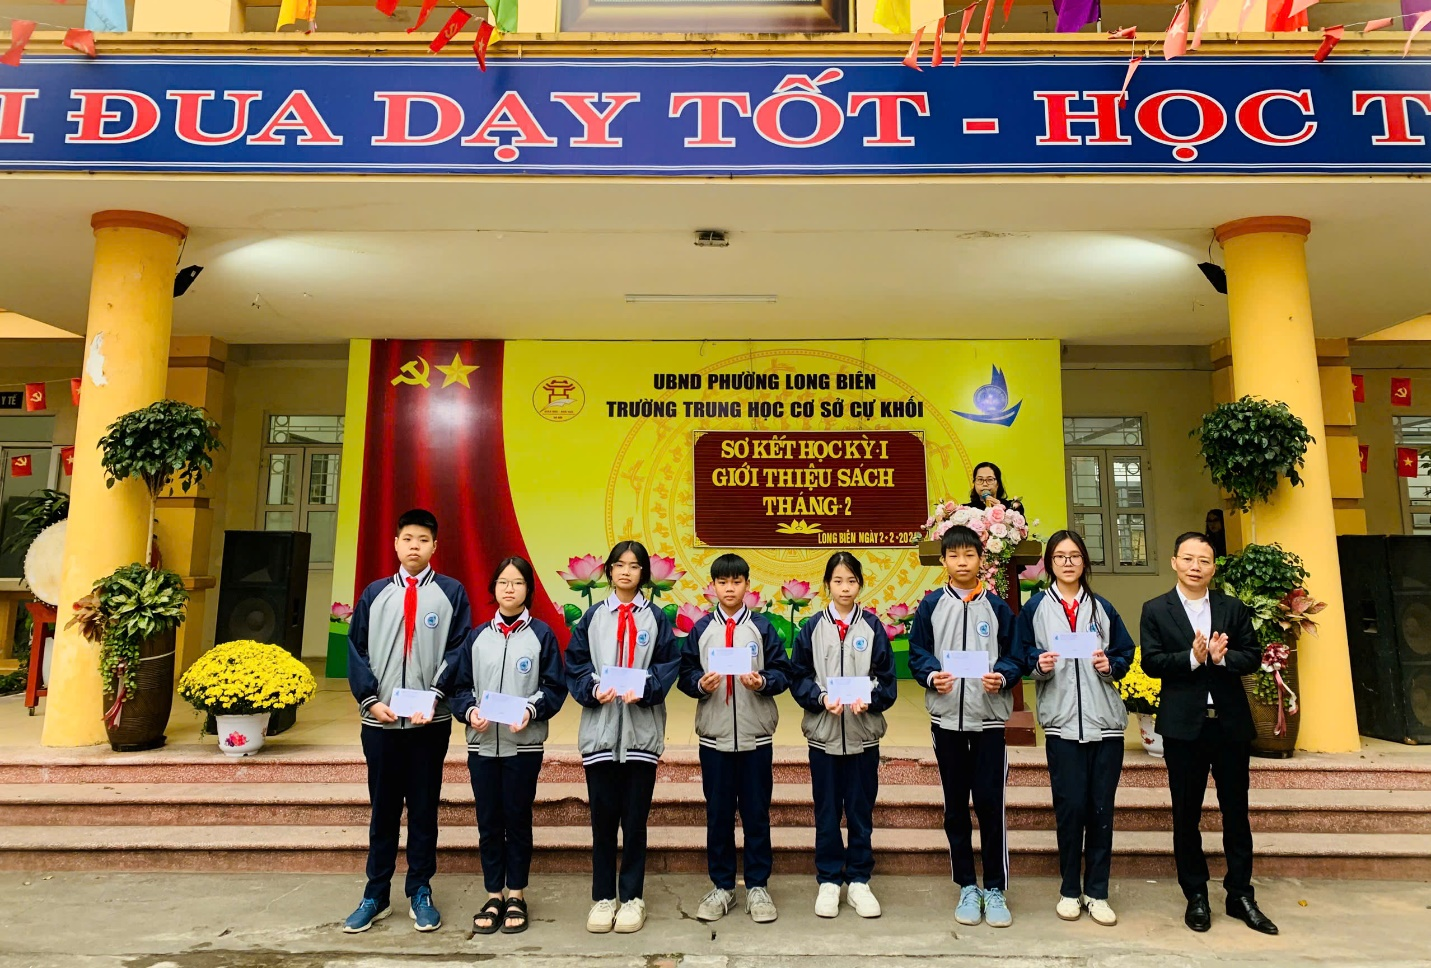 I ĐUA DẠY TỐT - HỌC T
UBND PHƯỜNG LONG BIÊN
TRƯỜNG TRUNG HỌC CƠ SỞ CỰ KHỐI
SƠ KẾT HỌC KỲ-I
GIỚI THIỆU SÁCH
THÁNG-2
LONG BIÊN NGÀY 2-2-202
Y TẾ